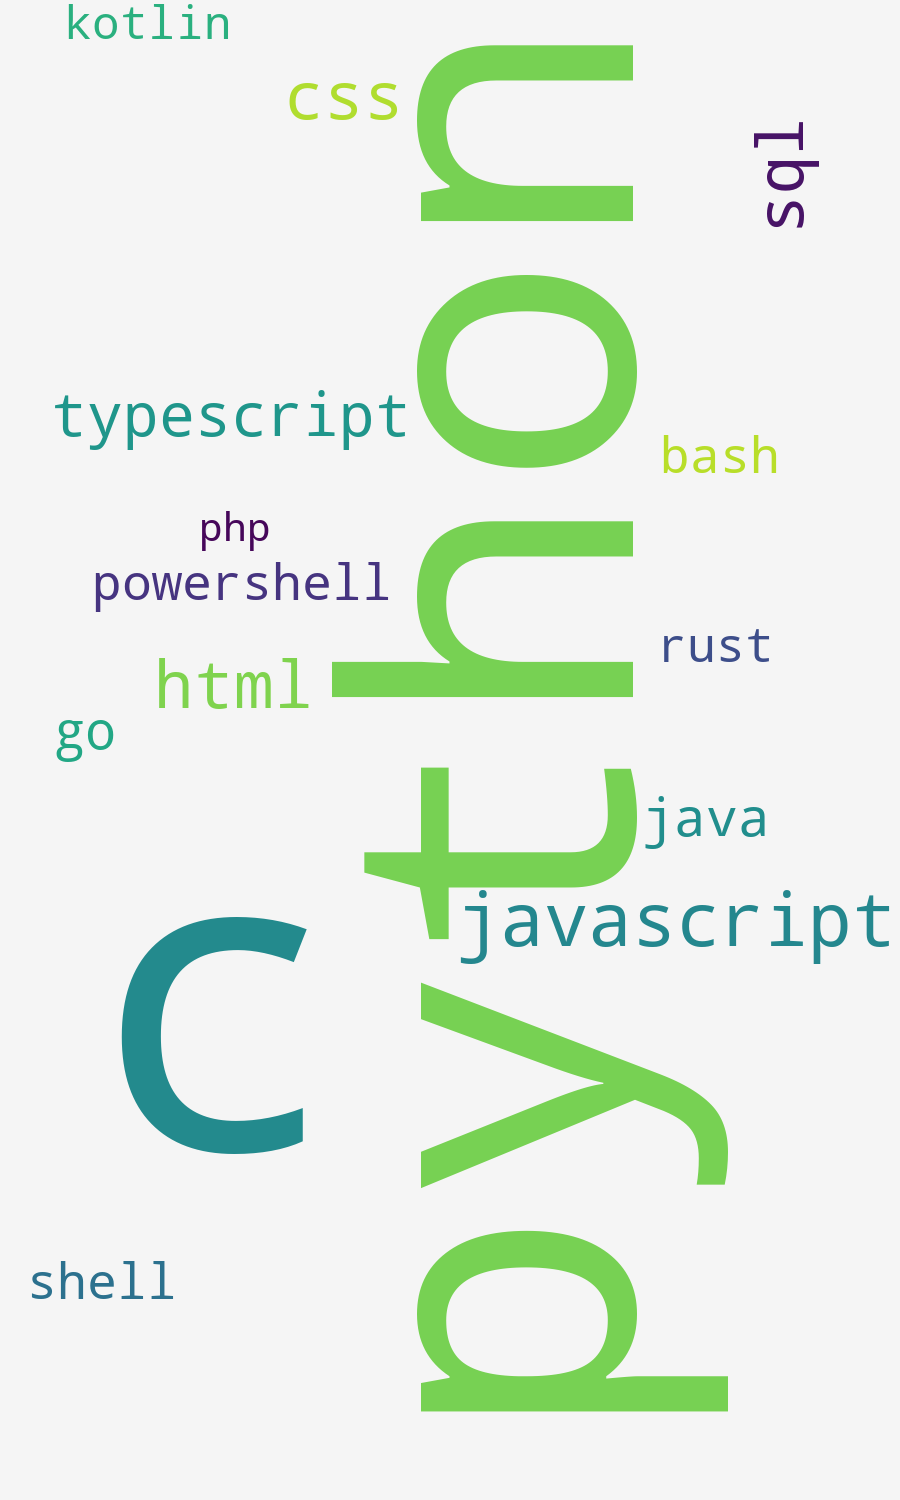 kotlin
css
sql
python
typescript
bash
php
powershell
rust
html
go
java
javascript
c
shell